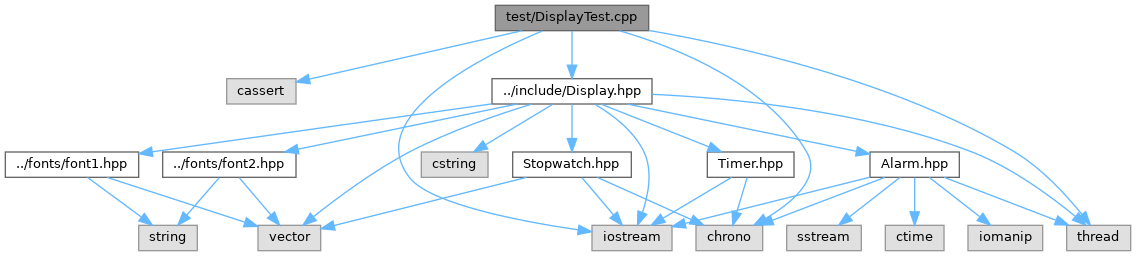 test/DisplayTest.cpp
cassert
../include/Display.hpp
../fonts/font1.hpp
../fonts/font2.hpp
cstring
Stopwatch.hpp
Timer.hpp
Alarm.hpp
string
vector
iostream
chrono
sstream
ctime
iomanip
thread